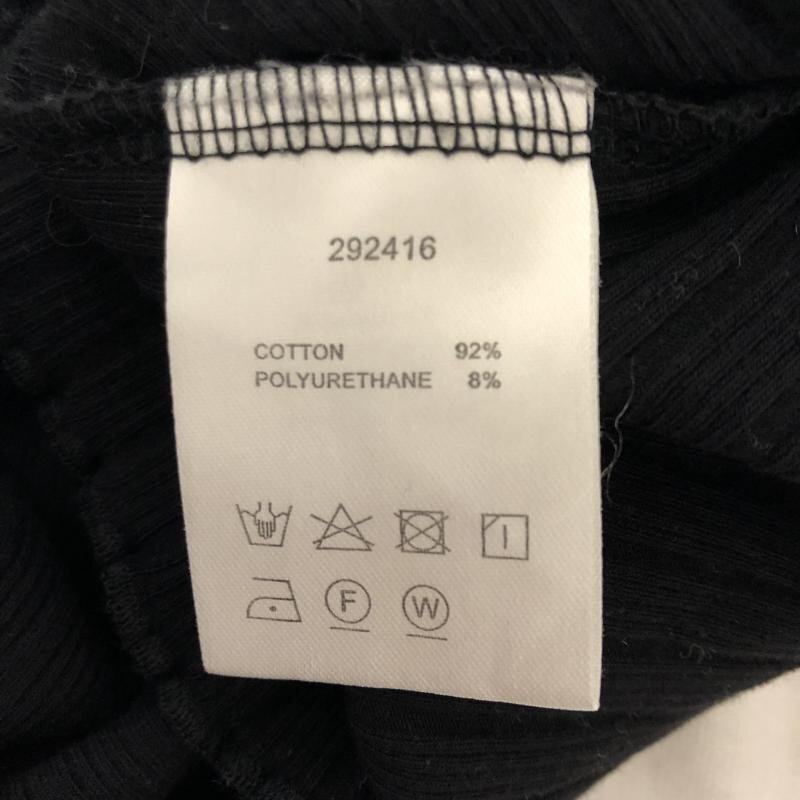 292416
COTTON 92%
POLYURETHANE 8%
F W